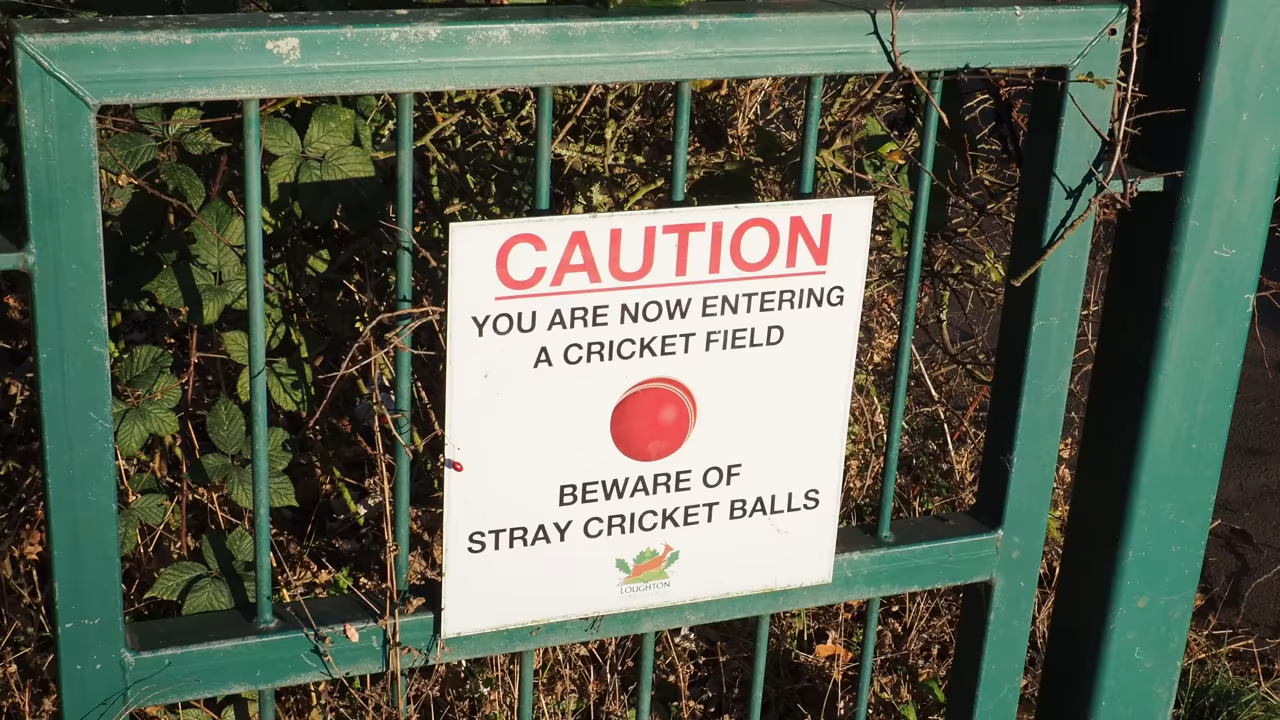 CAUTION
YOU ARE NOW ENTERING
A CRICKET FIELD
BEWARE OF
STRAY CRICKET BALLS
LOUGHTON